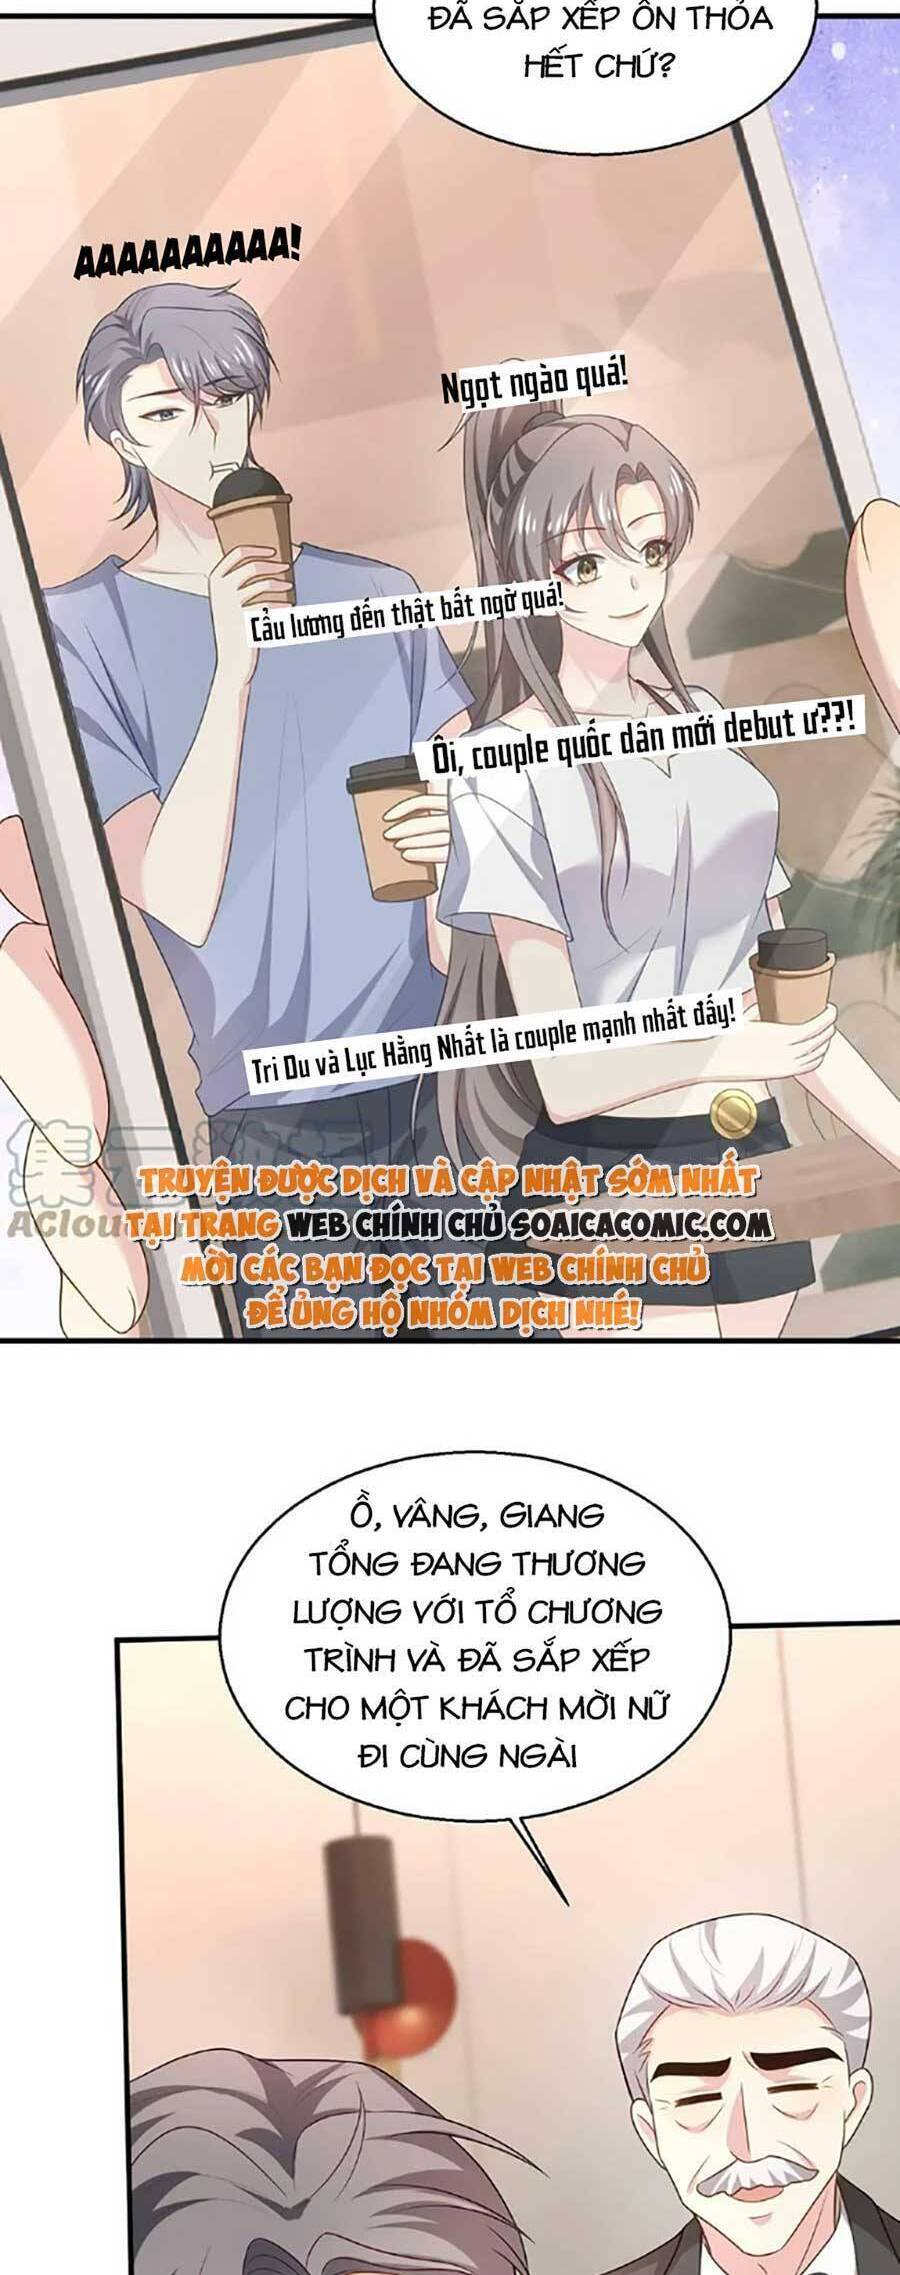 ĐÃ SẮP XẾP ỔN THỎA
HẾT CHỨ?
AAAAAAAAAA!
Ngọt ngào quá!
Cẩu lương đến thật bất ngờ quá!
Ôi, couple quốc dân mới debut ư??!
Tri Du và Lục Hằng Nhất là couple mạnh nhất đấy!
TRUYỆN ĐƯỢC DỊCH VÀ CẬP NHẬT SỚM NHẤT
TẠI TRANG WEB CHÍNH CHỦ SOAICACOMIC.COM
MỜI CÁC BẠN ĐỌC TẠI WEB CHÍNH CHỦ
ĐỂ ỦNG HỘ NHÓM DỊCH NHÉ!
Ồ, VÂNG, GIANG
TỔNG ĐANG THƯƠNG
LƯỢNG VỚI TỔ CHƯƠNG
TRÌNH VÀ ĐÃ SẮP XẾP
CHO MỘT KHÁCH MỜI NỮ
ĐI CÙNG NGÀI